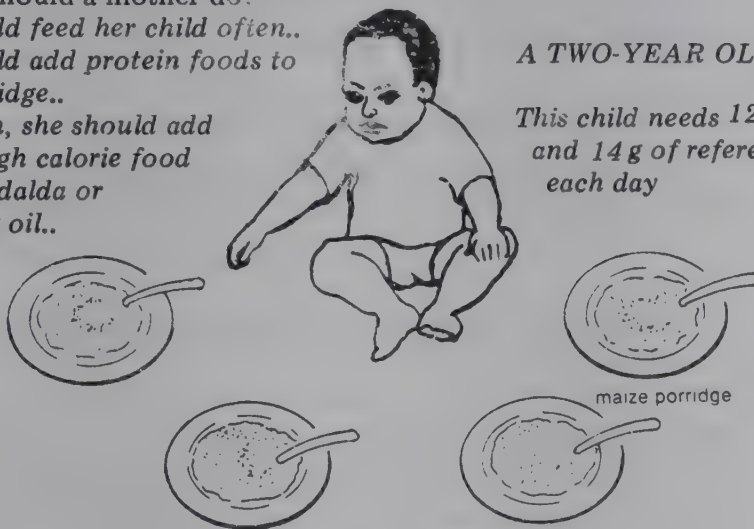 should a mother do?
ld feed her child often..
ld add protein foods to
idge..
n, she should add
gh calorie food
dalda or
oil..
A TWO-YEAR OL
This child needs 12
and 14 g of refere
each day
maize porridge